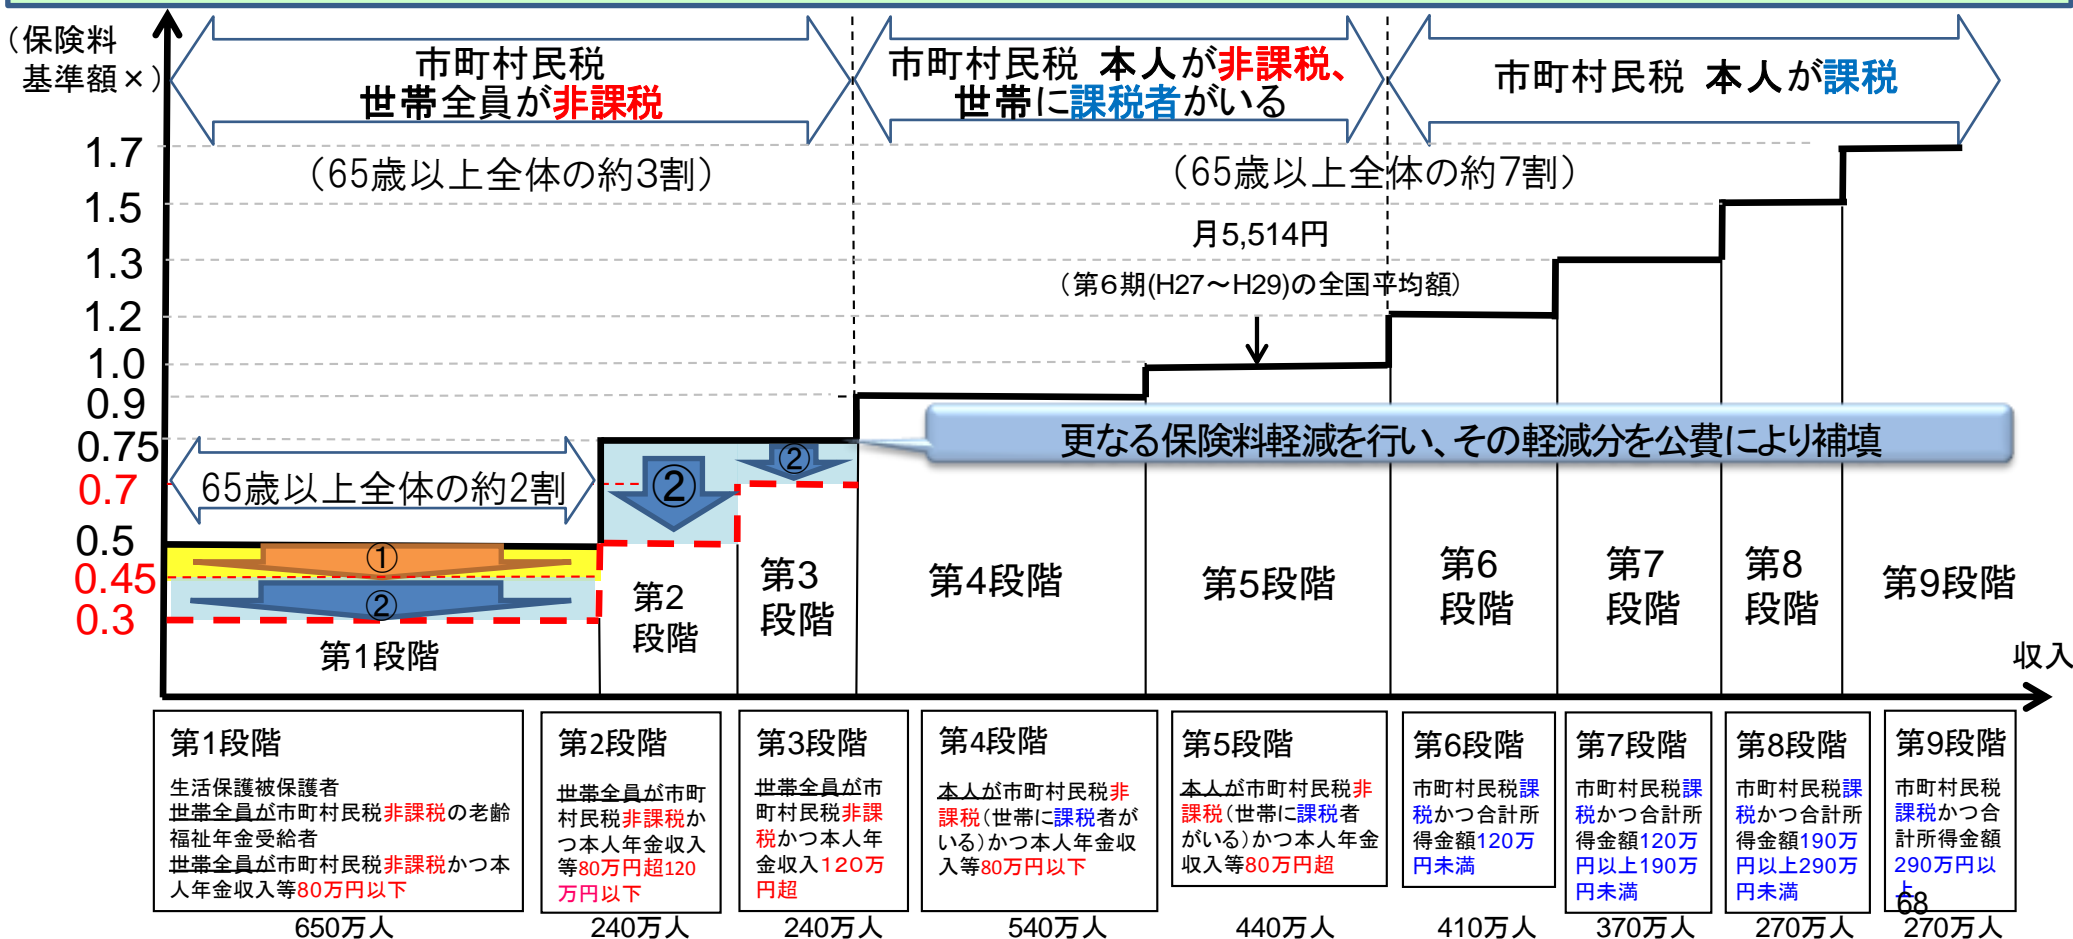 （保険料
基準額×）
市町村民税
世帯全員が非課税
市町村民税 本人が非課税、
世帯に課税者がいる
市町村民税 本人が課税
（65歳以上全体の約3割）
（65歳以上全体の約7割）
1.7
1.5
1.3
1.2
1.0
0.9
0.75
0.7
0.5
0.45
0.3
月5,514円
（第６期(H27～H29)の全国平均額）
更なる保険料軽減を行い、その軽減分を公費により補填
65歳以上全体の約2割
①
②
②
②
第1段階
第2
段階
第3
段階
第4段階
第5段階
第6
段階
第7
段階
第8
段階
第9段階
収入
第1段階
生活保護被保護者
世帯全員が市町村民税非課税の老齢
福祉年金受給者
世帯全員が市町村民税非課税かつ本
人年金収入等80万円以下
650万人
第2段階
世帯全員が市町
村民税非課税か
つ本人年金収入
等80万円超120
万円以下
240万人
第3段階
世帯全員が市
町村民税非課
税かつ本人年
金収入１２０万
円超
240万人
第4段階
本人が市町村民税非
課税（世帯に課税者が
いる）かつ本人年金収
入等80万円以下
540万人
第5段階
本人が市町村民税非
課税（世帯に課税者
がいる）かつ本人年金
収入等80万円超
440万人
第6段階
市町村民税課
税かつ合計所
得金額120万
円未満
410万人
第7段階
市町村民税課
税かつ合計所
得金額120万
円以上190万
円未満
370万人
第8段階
市町村民税課
税かつ合計所
得金額190万
円以上290万
円未満
270万人
第9段階
市町村民税
課税かつ合
計所得金額
290万円以
上
68
270万人